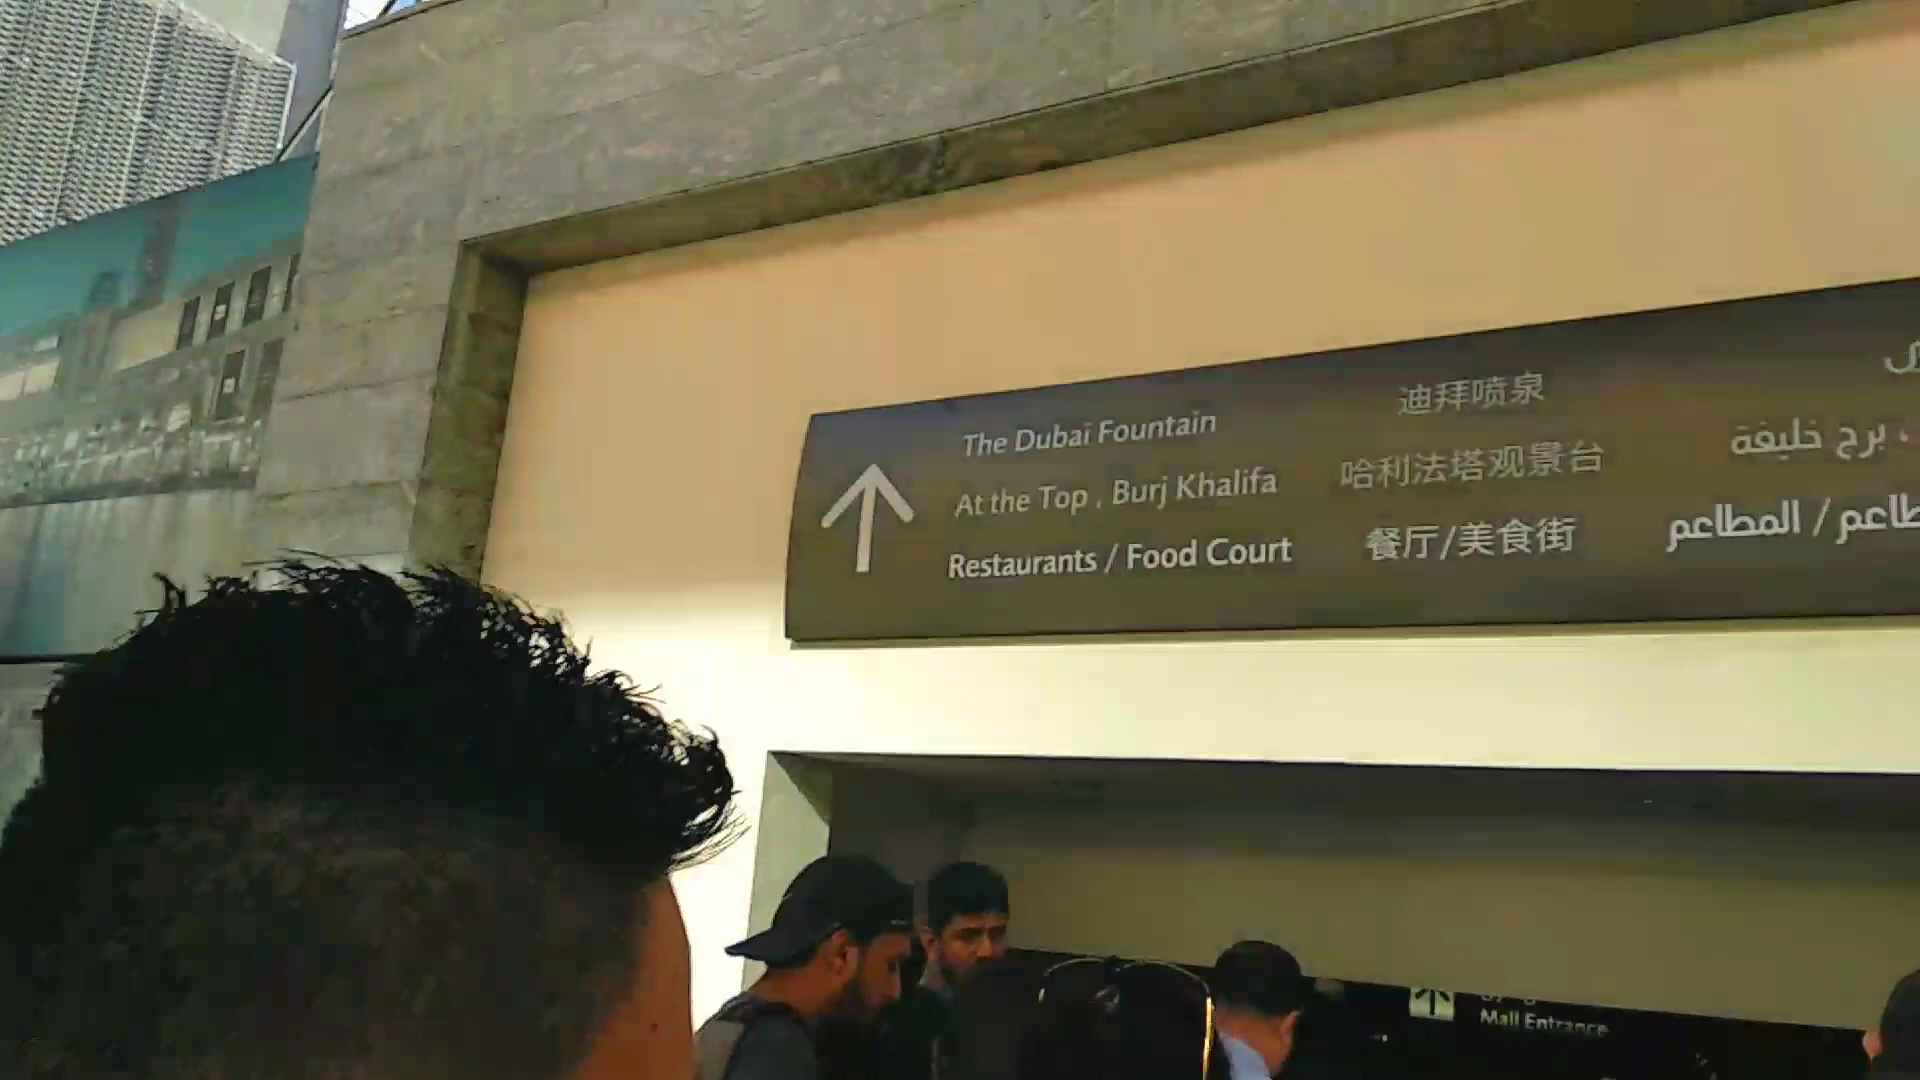 The Dubai Fountain
At the Top , Burj Khalifa
Restaurants / Food Court
迪拜喷泉
哈利法塔观景台
餐厅/美食街
، برج خليفة
المطاعم /
Mall Entrance